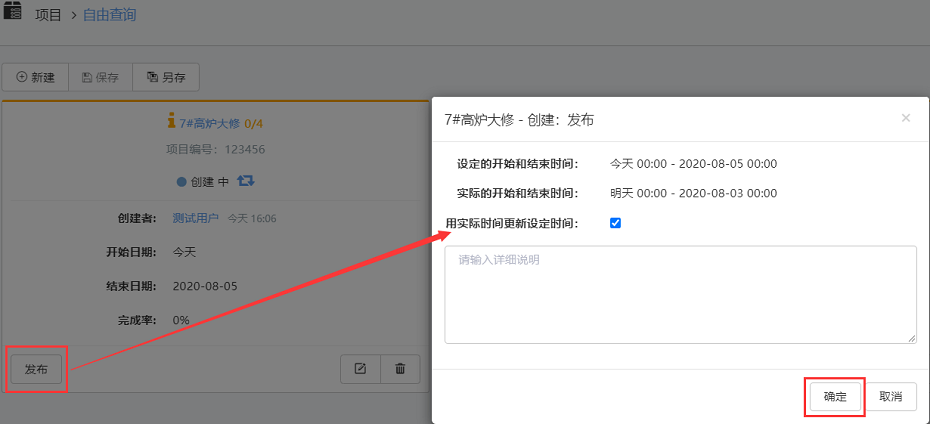 项目 > 自由查询
新建 保存 另存
7#高炉大修 0/4
项目编号：123456
创建 中
创建者: 测试用户 今天 16:06
开始日期: 今天
结束日期: 2020-08-05
完成率: 0%
发布
7#高炉大修 - 创建：发布 ×
设定的开始和结束时间: 今天 00:00 - 2020-08-05 00:00
实际的开始和结束时间: 明天 00:00 - 2020-08-03 00:00
用实际时间更新设定时间:
请输入详细说明
确定 取消